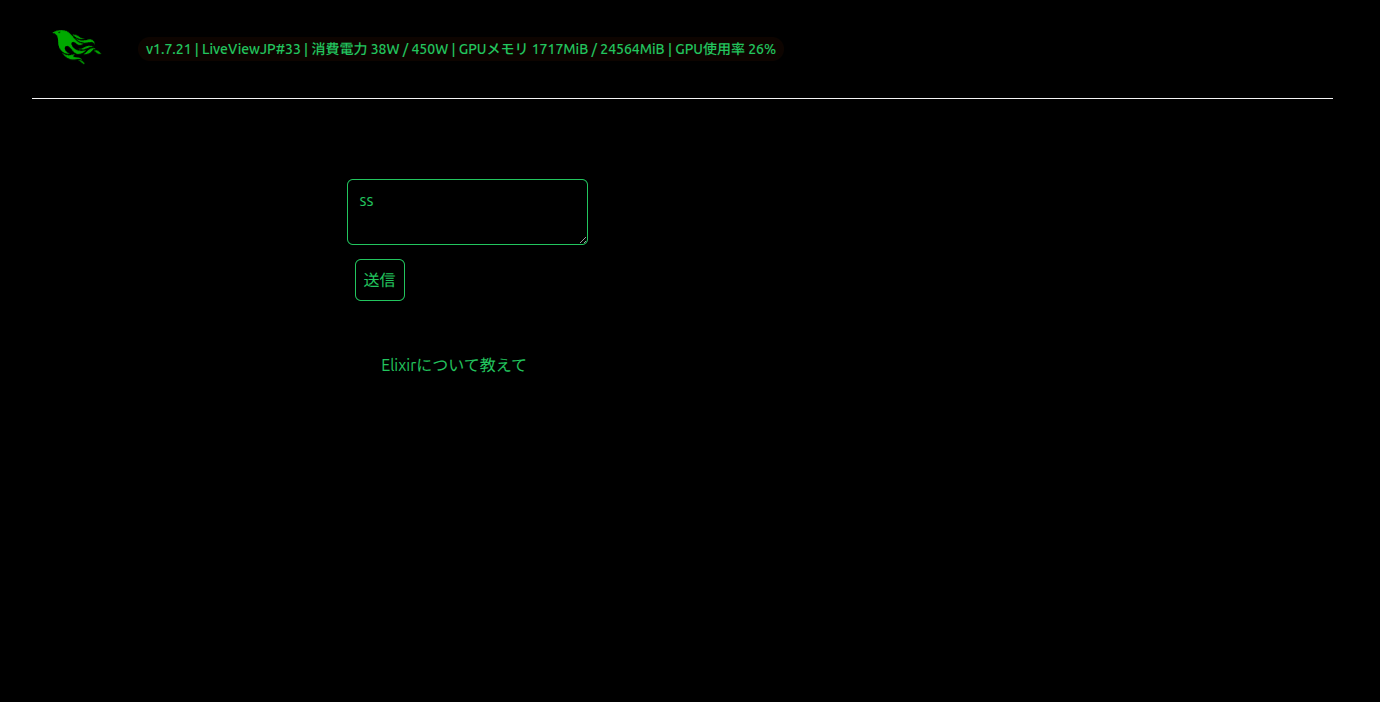 v1.7.21 | LiveViewJP#33 | 消費電力 38W / 450W | GPUメモリ 1717MiB / 24564MiB | GPU使用率 26%
ss
送信
Elixirについて教えて